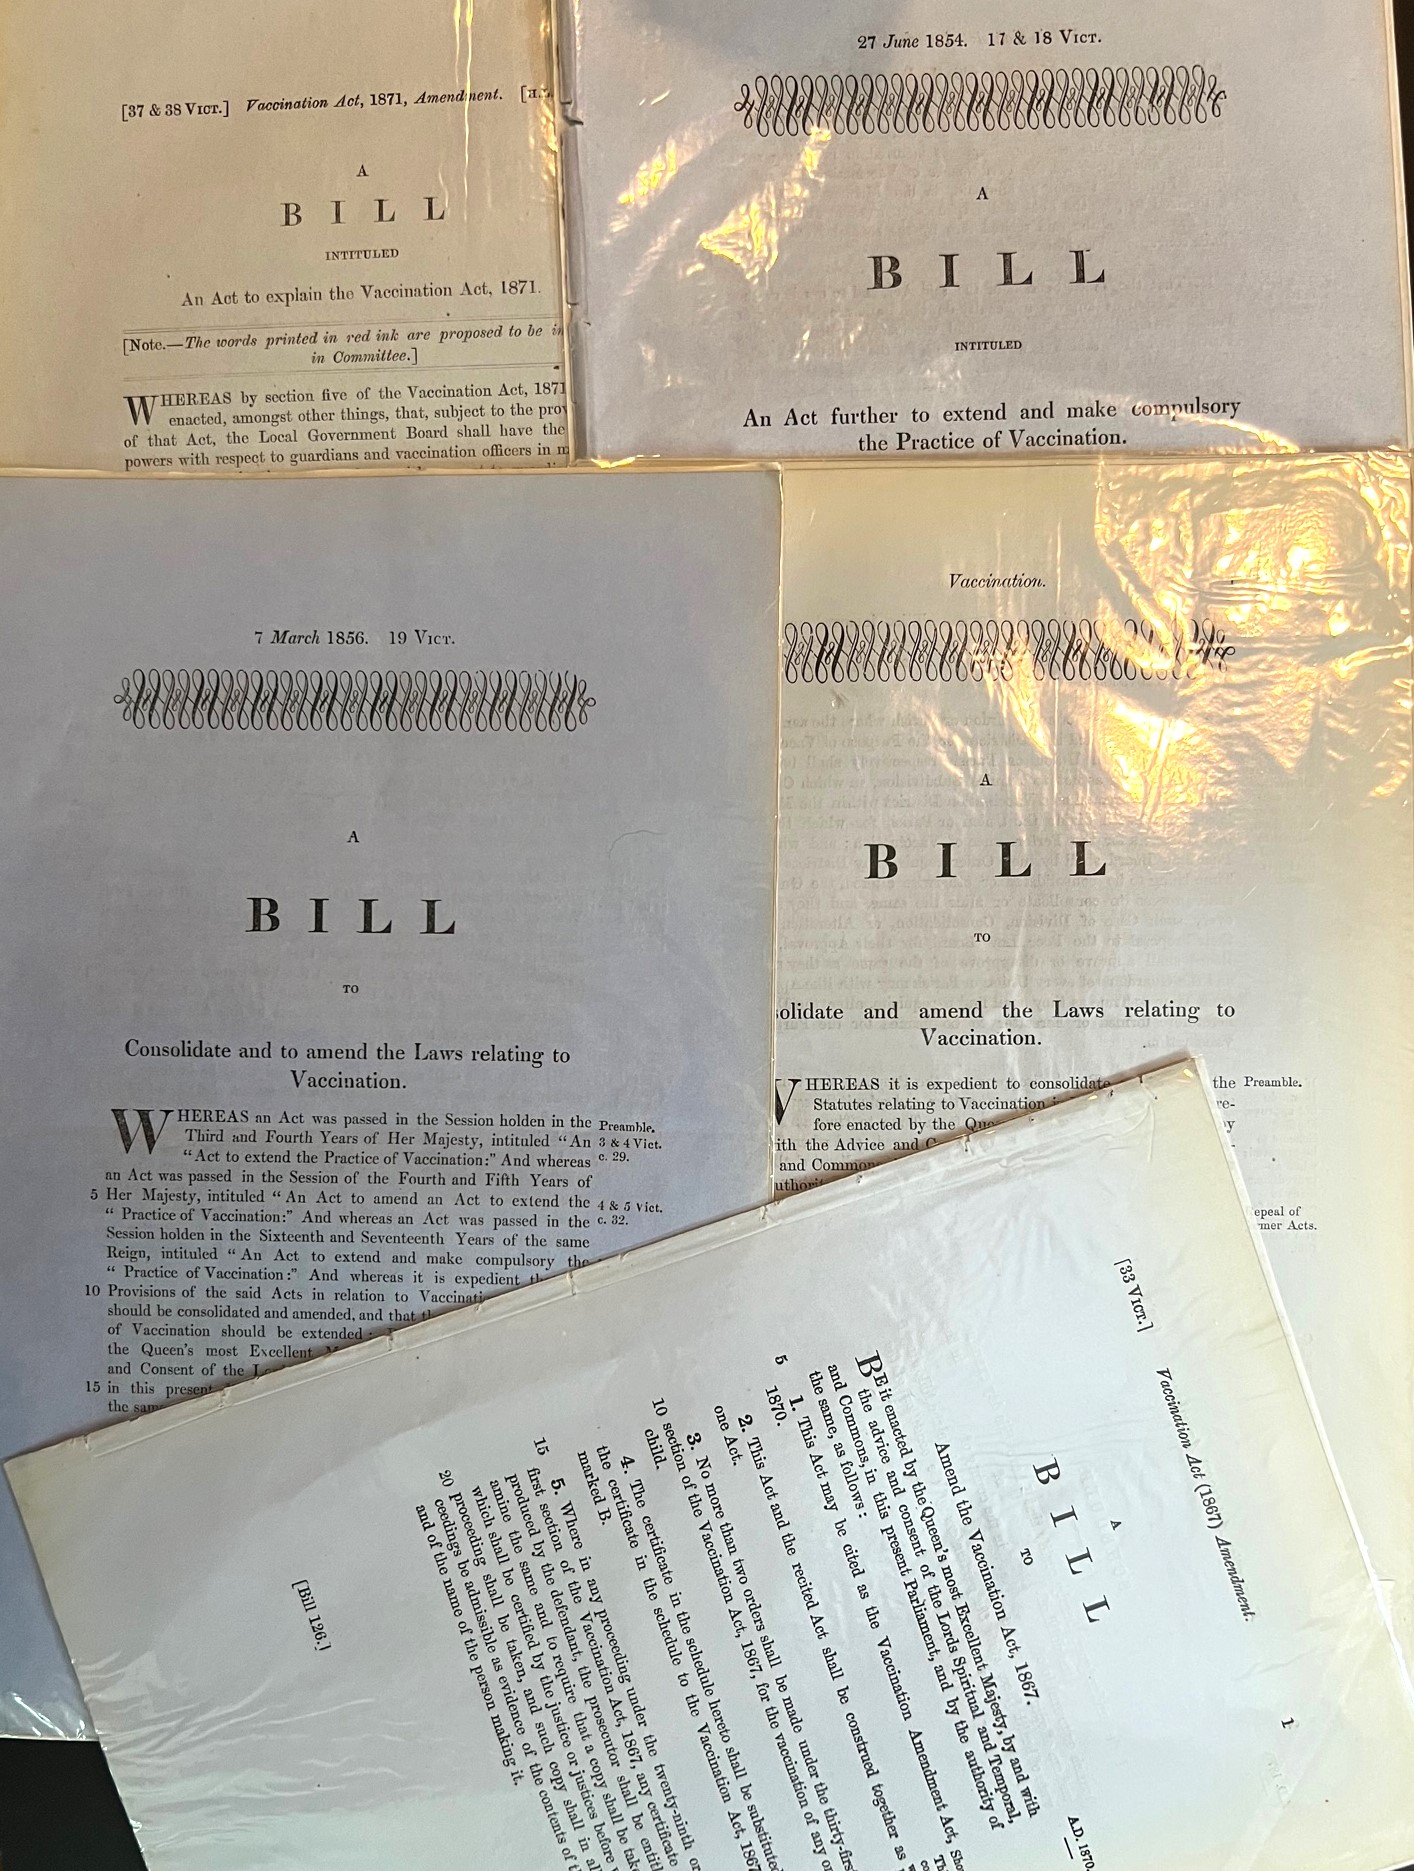 [37 & 38 VICT.] Vaccination Act, 1871, Amendment. [H.
A
BILL
INTITULED
An Act to explain the Vaccination Act, 1871.
[Note.—The words printed in red ink are proposed to be in
in Committee.]
WHEREAS by section five of the Vaccination Act, 1871
enacted, amongst other things, that, subject to the prov
of that Act, the Local Government Board shall have the
powers with respect to guardians and vaccination officers in m
27 June 1854. 17 & 18 VICT.
A
BILL
INTITULED
An Act further to extend and make compulsory
the Practice of Vaccination.
7 March 1856. 19 VICT.
A
BILL
TO
Consolidate and to amend the Laws relating to
Vaccination.
WHEREAS an Act was passed in the Session holden in the Preamble.
Third and Fourth Years of Her Majesty, intituled “An 3 & 4 Vict.
“Act to extend the Practice of Vaccination:” And whereas c. 29.
an Act was passed in the Session of the Fourth and Fifth Years of
5 Her Majesty, intituled “An Act to amend an Act to extend the 4 & 5 Vict.
“Practice of Vaccination:” And whereas an Act was passed in the c. 32.
Session holden in the Sixteenth and Seventeenth Years of the same
Reign, intituled “An Act to extend and make compulsory the
“Practice of Vaccination:” And whereas it is expedient
10 Provisions of the said Acts in relation to Vaccinati
should be consolidated and amended, and that
of Vaccination should be extended:
the Queen's most Excellent
and Consent of the
15 in this present
the same
Vaccination.
A
BILL
TO
olidate and amend the Laws relating to
Vaccination.
WHEREAS it is expedient to consolidate the Preamble.
Statutes relating to Vaccination re-
fore enacted by the Que y
ith the Advice and C
and Common
uthorit
epeal of
mer Acts.
[33 VICT.] Vaccination Act (1867) Amendment. 1
A
BILL
TO
Amend the Vaccination Act, 1867. A.D. 1870.
BE it enacted by the Queen's most Excellent Majesty, by and with
the advice and consent of the Lords Spiritual and Temporal,
and Commons, in this present Parliament, and by the authority of
the same, as follows:
5 1. This Act may be cited as the Vaccination Amendment Act, Sho
1870.
2. This Act and the recited Act shall be construed together as
one Act.
3. No more than two orders shall be made under the thirty-firs
10 section of the Vaccination Act, 1867, for the vaccination of any o
child.
4. The certificate in the schedule hereto shall be substituted
the certificate in the schedule to the Vaccination Act, 1867
marked B.
5. Where in any proceeding under the twenty-ninth or
15 first section of the Vaccination Act, 1867, any certificate
produced by the defendant, the prosecutor shall be entitl
amine the same and to require that a copy shall be take
which shall be certified by the justice or justices before
20 proceeding shall be taken, and such copy shall in al
ceedings be admissible as evidence of the contents of t
and of the name of the person making it.
[Bill 126.]